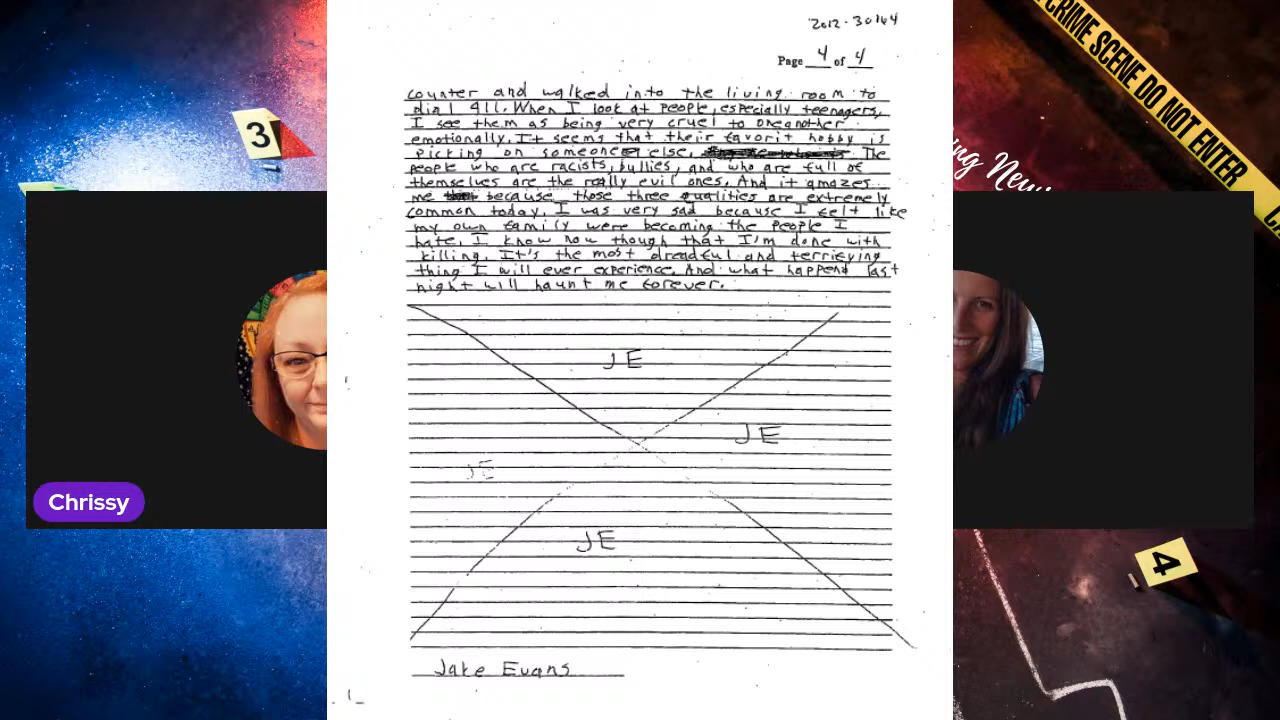 2012-30164
Page 4 of 4
counter and walked into the living room to
dial 911. When I look at people, especially teenagers,
I see them as being very cruel to oneanother
emotionally. It seems that their favorit hobby is
picking on someone else. The
people who are racists, bullies, and who are full of
themselves are the really evil ones. And it amazes
me because those three qualities are extremely
common today. I was very sad because I felt like
my own family were becoming the people I
hate. I know now though that I'm done with
killing. It's the most dreadful and terrifying
thing I will ever experience. And what happend last
night will haunt me forever.
JE
JE
JE
JE
Jake Evans
Chrissy
3
CRIME SCENE DO NOT ENTER
4